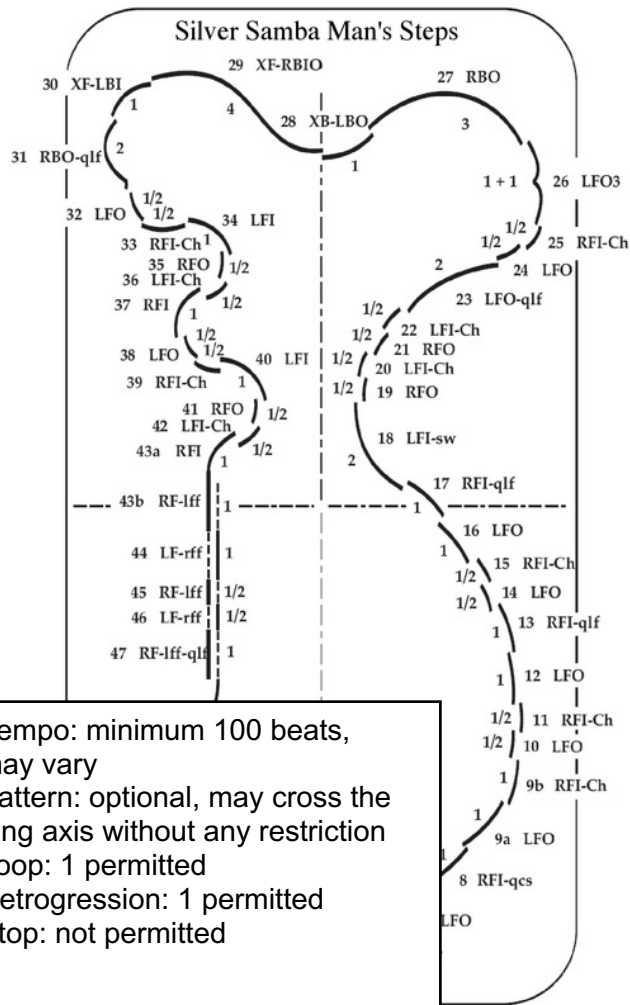 Silver Samba Man's Steps
29 XF-RBIO
30 XF-LBI
27 RBO
1
4
3
28 XB-LBO
31 RBO-qlf
2
1
1 + 1
26 LFO3
1/2
32 LFO
1/2
34 LFI
1/2
33 RFI-Ch
1
1/2
25 RFI-Ch
35 RFO
1/2
2
24 LFO
36 LFI-Ch
23 LFO-qlf
37 RFI
1
1/2
1/2
22 LFI-Ch
1/2
1/2
21 RFO
38 LFO
1/2
40 LFI
1/2
20 LFI-Ch
39 RFI-Ch
1
1/2
19 RFO
41 RFO
1/2
42 LFI-Ch
18 LFI-sw
43a RFI
1
1/2
2
17 RFI-qlf
43b RF-lff
1
1
16 LFO
44 LF-rff
1
1
15 RFI-Ch
1/2
14 LFO
45 RF-lff
1/2
1/2
13 RFI-qlf
46 LF-rff
1/2
1
47 RF-lff-qlf
1
12 LFO
1
1/2
11 RFI-Ch
1/2
10 LFO
1
9b RFI-Ch
1
9a LFO
1
8 RFI-qcs
LFO
empo: minimum 100 beats,
nay vary
attern: optional, may cross the
ng axis without any restriction
oop: 1 permitted
etrogression: 1 permitted
top: not permitted